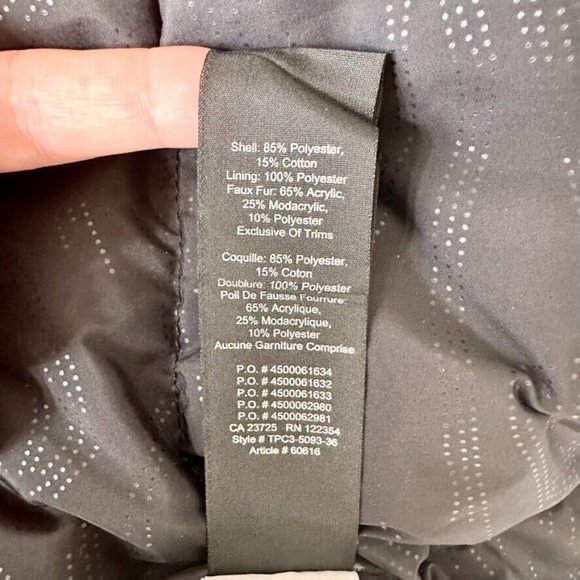 Shell: 85% Polyester,
15% Cotton
Lining: 100% Polyester
Faux Fur: 65% Acrylic,
25% Modacrylic,
10% Polyester
Exclusive Of Trims
Coquille: 85% Polyester,
15% Coton
Doublure: 100% Polyester
Poil De Fausse Fourrure:
65% Acrylique,
25% Modacrylique,
10% Polyester
Aucune Garniture Comprise
P.O. # 4500061634
P.O. # 4500061632
P.O. # 4500061633
P.O. # 4500062980
P.O. # 4500062981
CA 23725 RN 122354
Style # TPC3-5093-36
Article # 60616